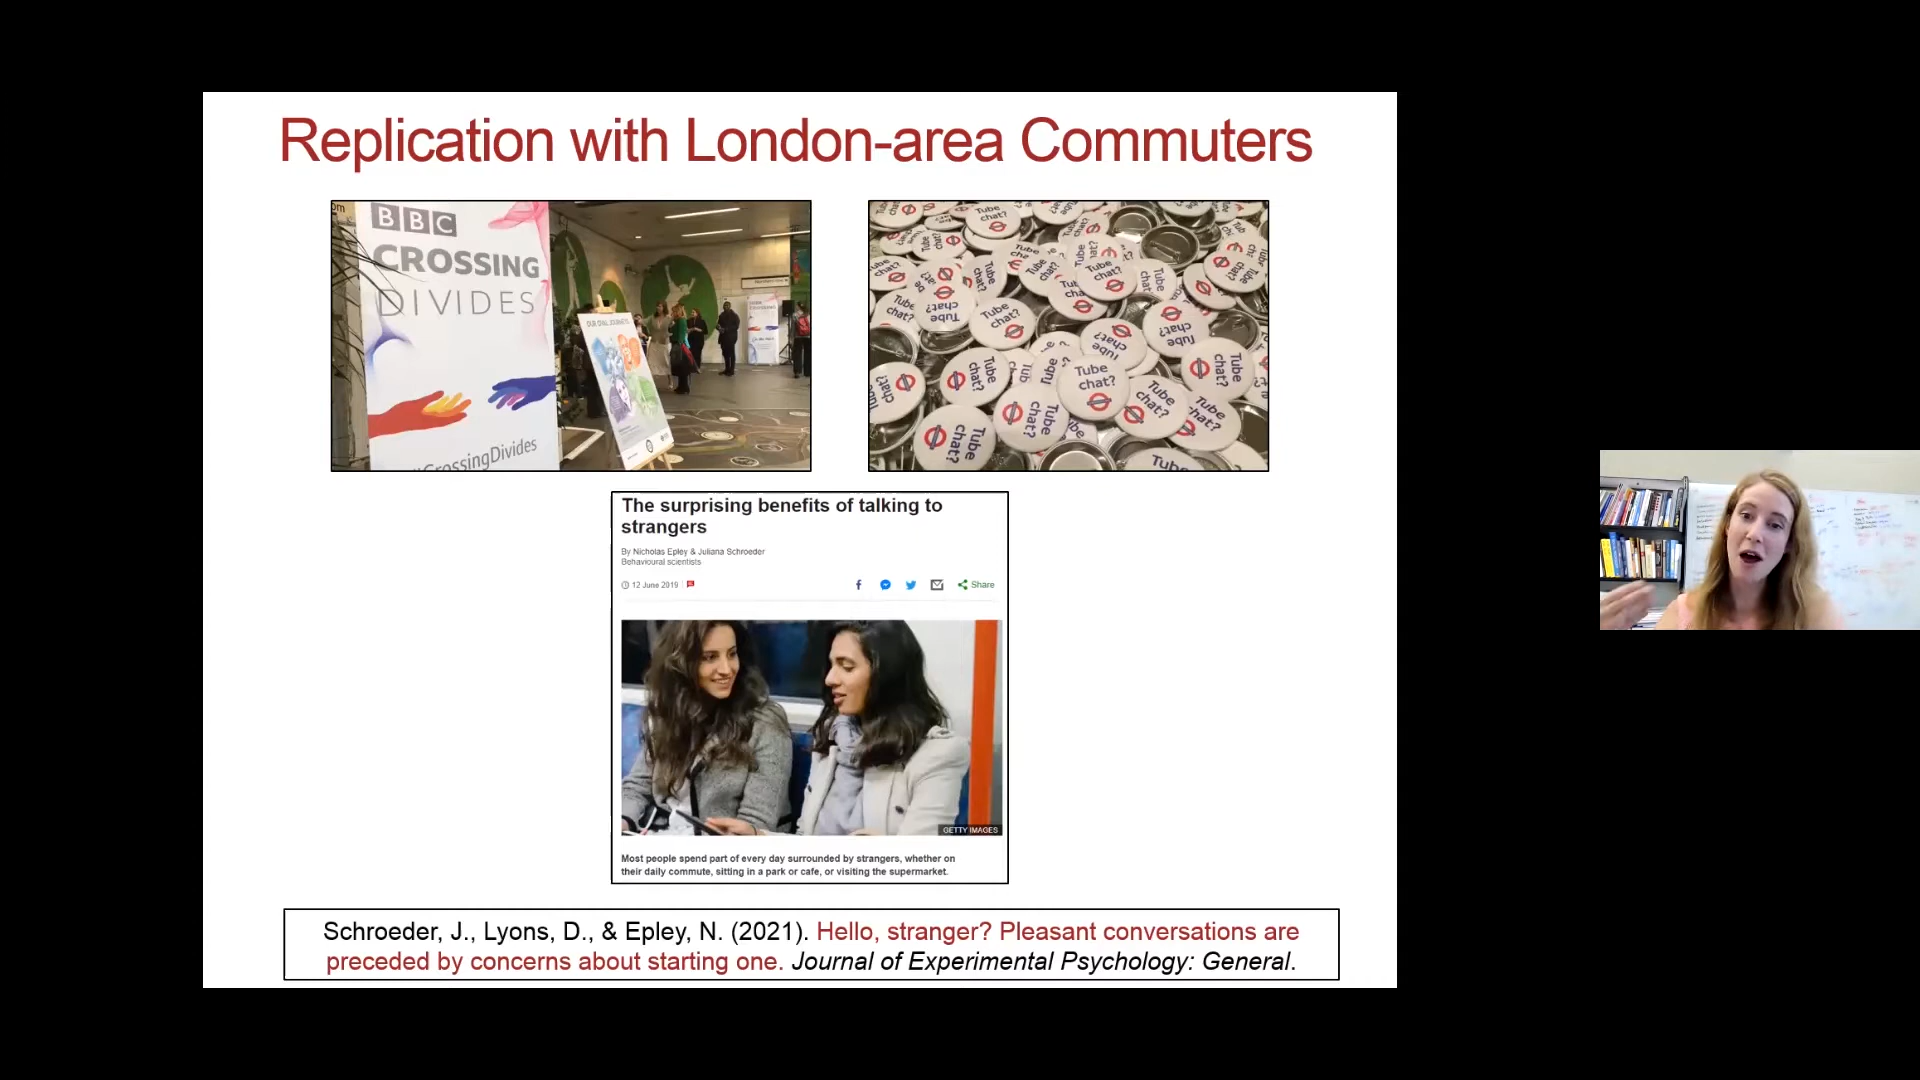 Replication with London-area Commuters
BBC
CROSSING
DIVIDES
CrossingDivides
Tube
chat?
The surprising benefits of talking to
strangers
By Nicholas Epley & Juliana Schroeder
Behavioural scientists
12 June 2019
Share
GETTY IMAGES
Most people spend part of every day surrounded by strangers, whether on
their daily commute, sitting in a park or cafe, or visiting the supermarket.
Schroeder, J., Lyons, D., & Epley, N. (2021). Hello, stranger? Pleasant conversations are
preceded by concerns about starting one. Journal of Experimental Psychology: General.